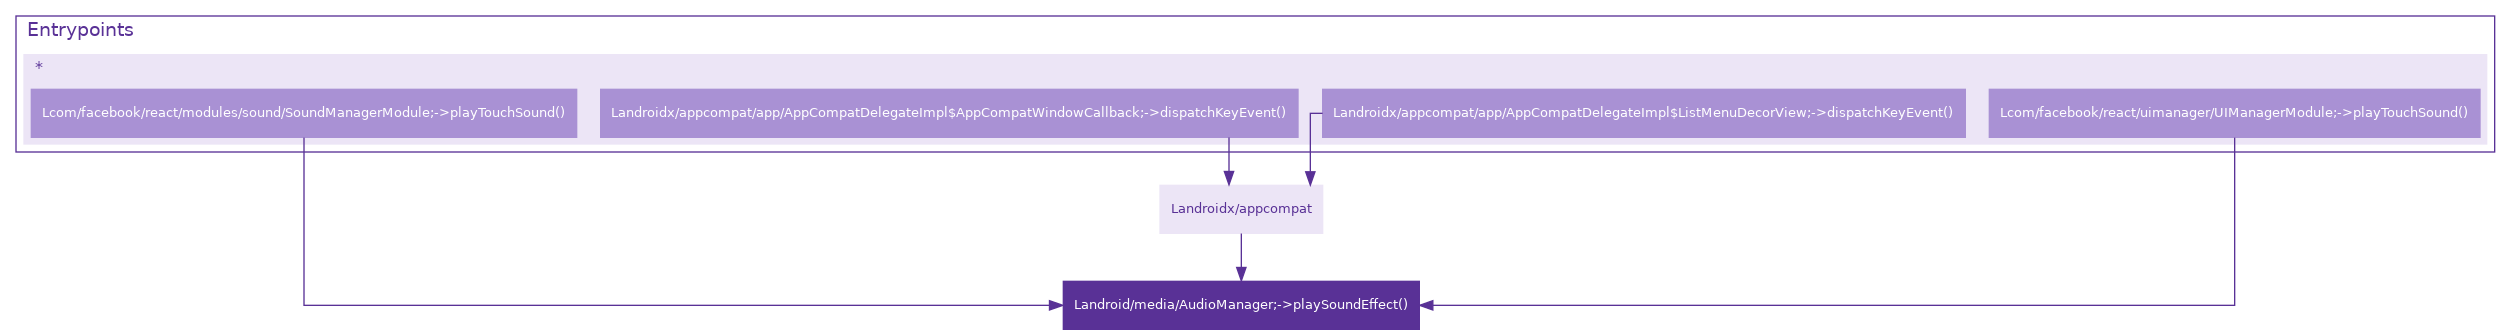 Entrypoints
*
Lcom/facebook/react/modules/sound/SoundManagerModule;->playTouchSound()
Landroidx/appcompat/app/AppCompatDelegateImpl$AppCompatWindowCallback;->dispatchKeyEvent()
Landroidx/appcompat/app/AppCompatDelegateImpl$ListMenuDecorView;->dispatchKeyEvent()
Lcom/facebook/react/uimanager/UIManagerModule;->playTouchSound()
Landroidx/appcompat
Landroid/media/AudioManager;->playSoundEffect()